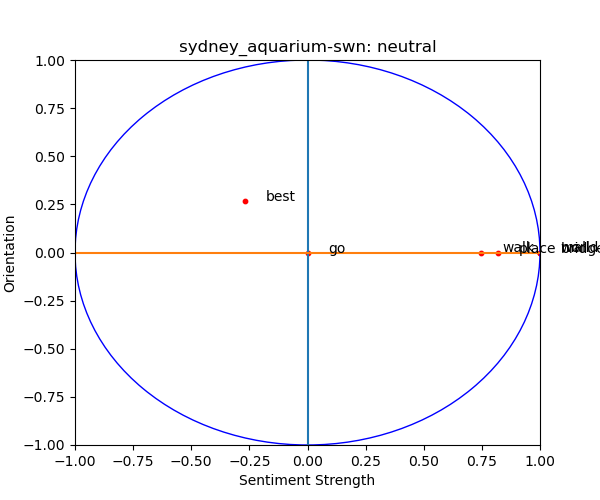 sydney_aquarium-swn: neutral
1.00
0.75
0.50
0.25
0.00
−0.25
−0.50
−0.75
−1.00
Orientation
best
go
walk
place
bridge
−1.00 −0.75 −0.50 −0.25 0.00 0.25 0.50 0.75 1.00
Sentiment Strength